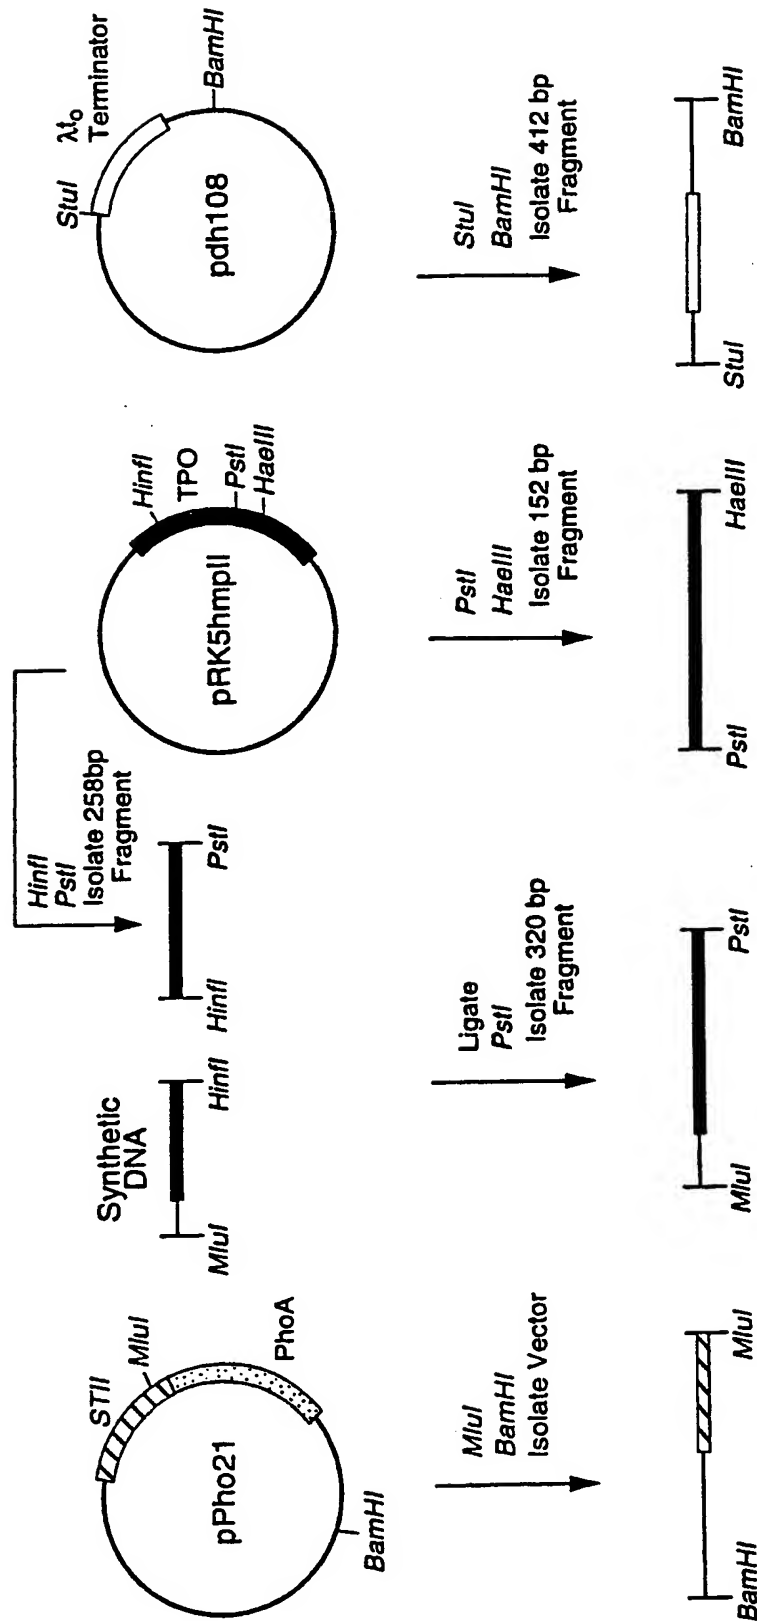 STII
MluI
PhoA
pPho21
BamHI
Synthetic
DNA
MluI
HinfI
HinfI
PstI
Isolate 258bp
Fragment
HinfI
PstI
HinfI
TPO
PstI
HaeIII
pRK5hmpII
StuI
λt₀
Terminator
BamHI
pdh108
MluI
BamHI
Isolate Vector
Ligate
PstI
Isolate 320 bp
Fragment
PstI
HaeIII
Isolate 152 bp
Fragment
StuI
BamHI
Isolate 412 bp
Fragment
BamHI
MluI
MluI
PstI
PstI
HaeIII
StuI
BamHI